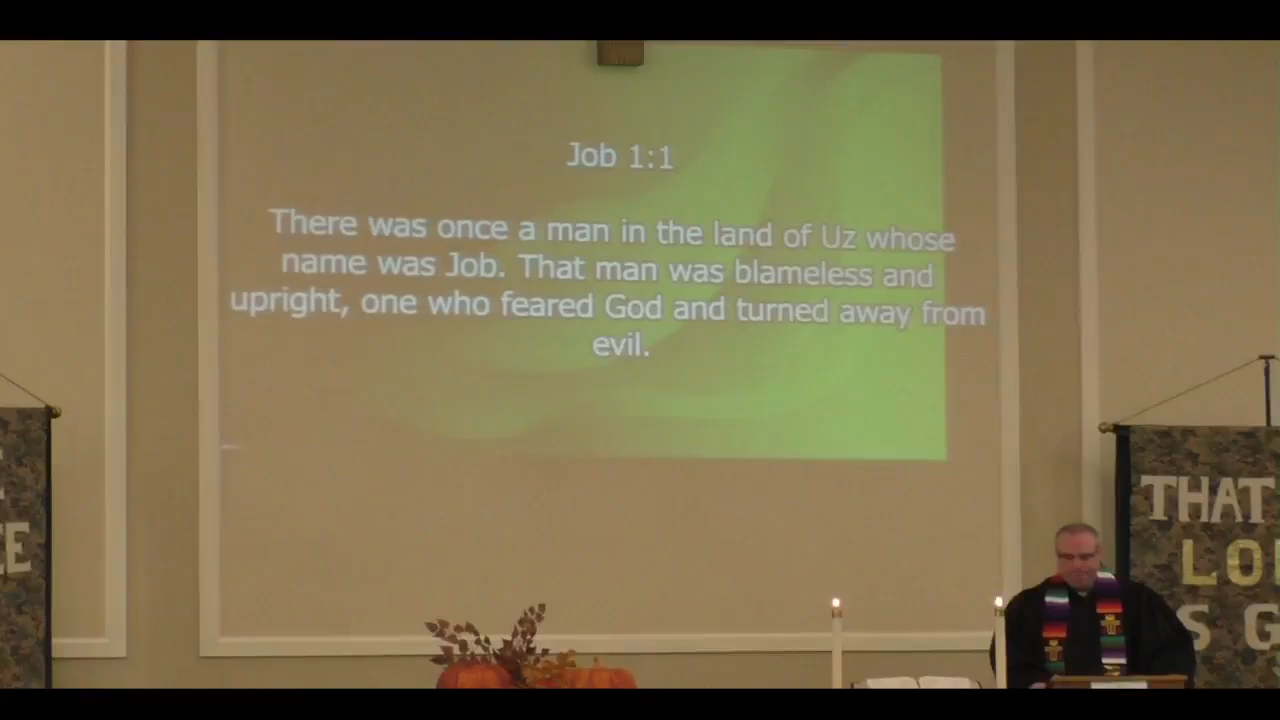 Job 1:1
There was once a man in the land of Uz whose
name was Job. That man was blameless and
upright, one who feared God and turned away from
evil.
THAT
LO
S G
E